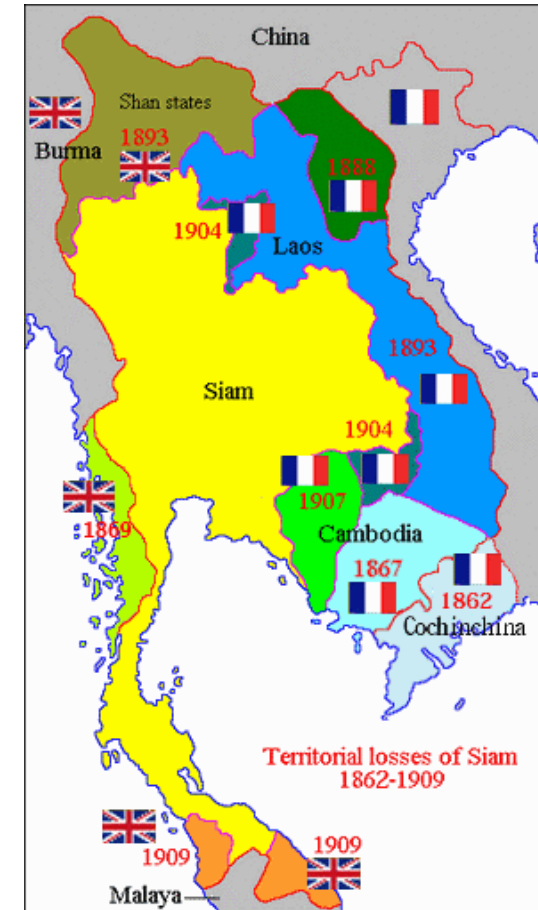 China
Shan states
Burma
1893
1888
1904
Laos
1893
Siam
1904
1907
1869
Cambodia
1867
1862
Cochinchina
Territorial losses of Siam
1862-1909
1909
1909
Malaya